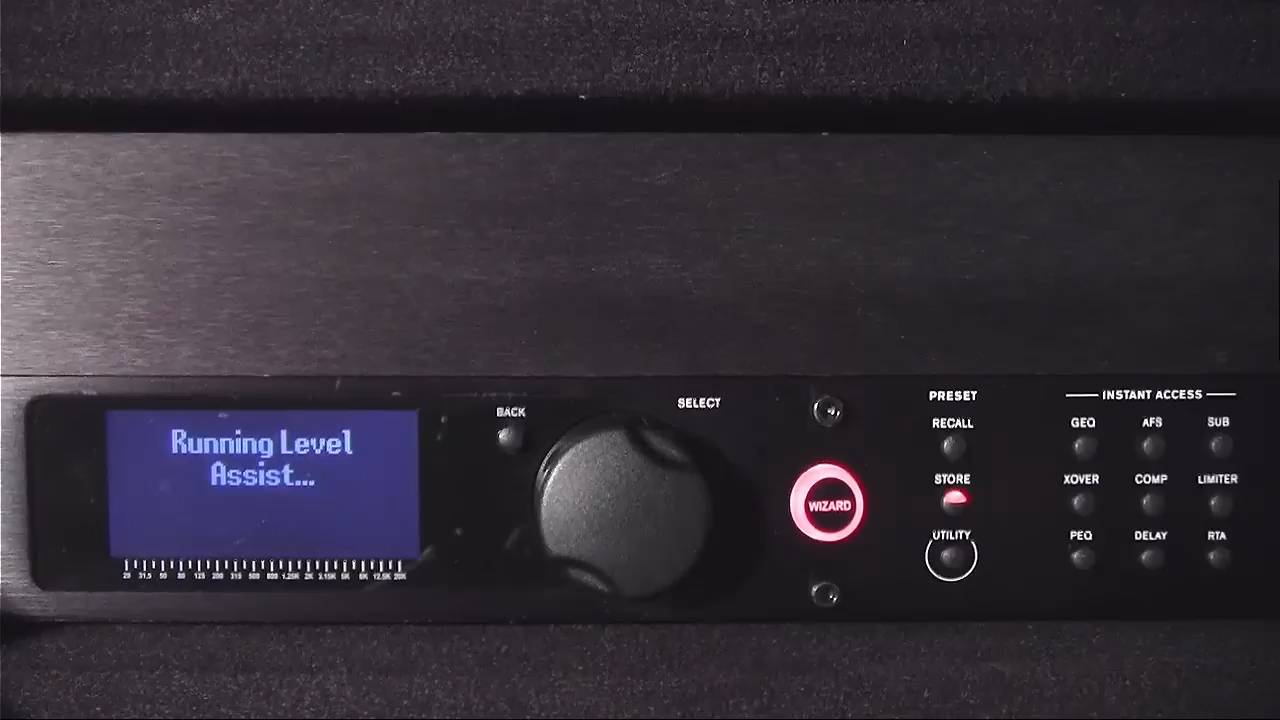 Running Level
Assist...
20 31.5 50 80 125 200 315 500 800 1.25K 2K 3.15K 5K 8K 12.5K 20K
BACK
SELECT
WIZARD
PRESET
RECALL
STORE
UTILITY
INSTANT ACCESS
GEQ AFS SUB
XOVER COMP LIMITER
PEQ DELAY RTA